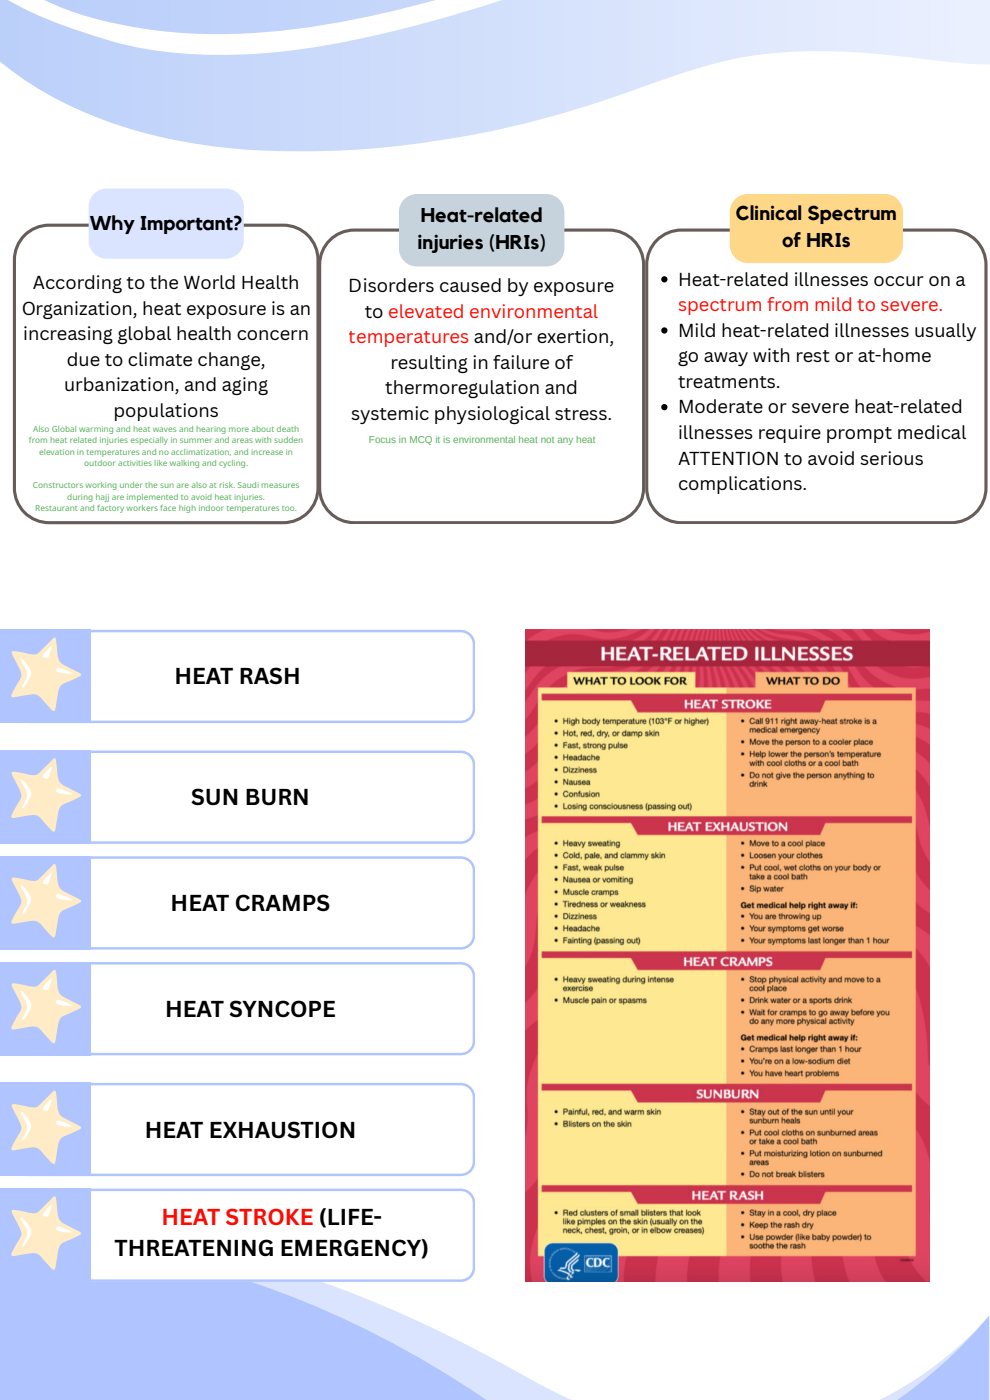 Why Important?
According to the World Health
Organization, heat exposure is an
increasing global health concern
due to climate change,
urbanization, and aging
populations
Also Global warming and heat waves and hearing more about death
from heat related injuries especially in summer and areas with sudden
elevation in temperatures and no acclimatization, and increase in
outdoor activities like walking and cycling.
Constructors working under the sun are also at risk. Saudi measures
during hajj are implemented to avoid heat injuries.
Restaurant and factory workers face high indoor temperatures too.
Heat-related
injuries (HRIs)
Disorders caused by exposure
to elevated environmental
temperatures and/or exertion,
resulting in failure of
thermoregulation and
systemic physiological stress.
Focus in MCQ it is environmental heat not any heat
Clinical Spectrum
of HRIs
• Heat-related illnesses occur on a
spectrum from mild to severe.
• Mild heat-related illnesses usually
go away with rest or at-home
treatments.
• Moderate or severe heat-related
illnesses require prompt medical
ATTENTION to avoid serious
complications.
HEAT RASH
SUN BURN
HEAT CRAMPS
HEAT SYNCOPE
HEAT EXHAUSTION
HEAT STROKE (LIFE-
THREATENING EMERGENCY)
HEAT-RELATED ILLNESSES
WHAT TO LOOK FOR
WHAT TO DO
HEAT STROKE
• High body temperature (103°F or higher)
• Hot, red, dry, or damp skin
• Fast, strong pulse
• Headache
• Dizziness
• Nausea
• Confusion
• Losing consciousness (passing out)
• Call 911 right away-heat stroke is a
medical emergency
• Move the person to a cooler place
• Help lower the person's temperature
with cool cloths or a cool bath
• Do not give the person anything to
drink
HEAT EXHAUSTION
• Heavy sweating
• Cold, pale, and clammy skin
• Fast, weak pulse
• Nausea or vomiting
• Muscle cramps
• Tiredness or weakness
• Dizziness
• Headache
• Fainting (passing out)
• Move to a cool place
• Loosen your clothes
• Put cool, wet cloths on your body or
take a cool bath
• Sip water
Get medical help right away if:
• You are throwing up
• Your symptoms get worse
• Your symptoms last longer than 1 hour
HEAT CRAMPS
• Heavy sweating during intense
exercise
• Muscle pain or spasms
• Stop physical activity and move to a
cool place
• Drink water or a sports drink
• Wait for cramps to go away before you
do any more physical activity
Get medical help right away if:
• Cramps last longer than 1 hour
• You're on a low-sodium diet
• You have heart problems
SUNBURN
• Painful, red, and warm skin
• Blisters on the skin
• Stay out of the sun until your
sunburn heals
• Put cool cloths on sunburned areas
or take a cool bath
• Put moisturizing lotion on sunburned
areas
• Do not break blisters
HEAT RASH
• Red clusters of small blisters that look
like pimples on the skin (usually on the
neck, chest, groin, or in elbow creases)
• Stay in a cool, dry place
• Keep the rash dry
• Use powder (like baby powder) to
soothe the rash
CDC